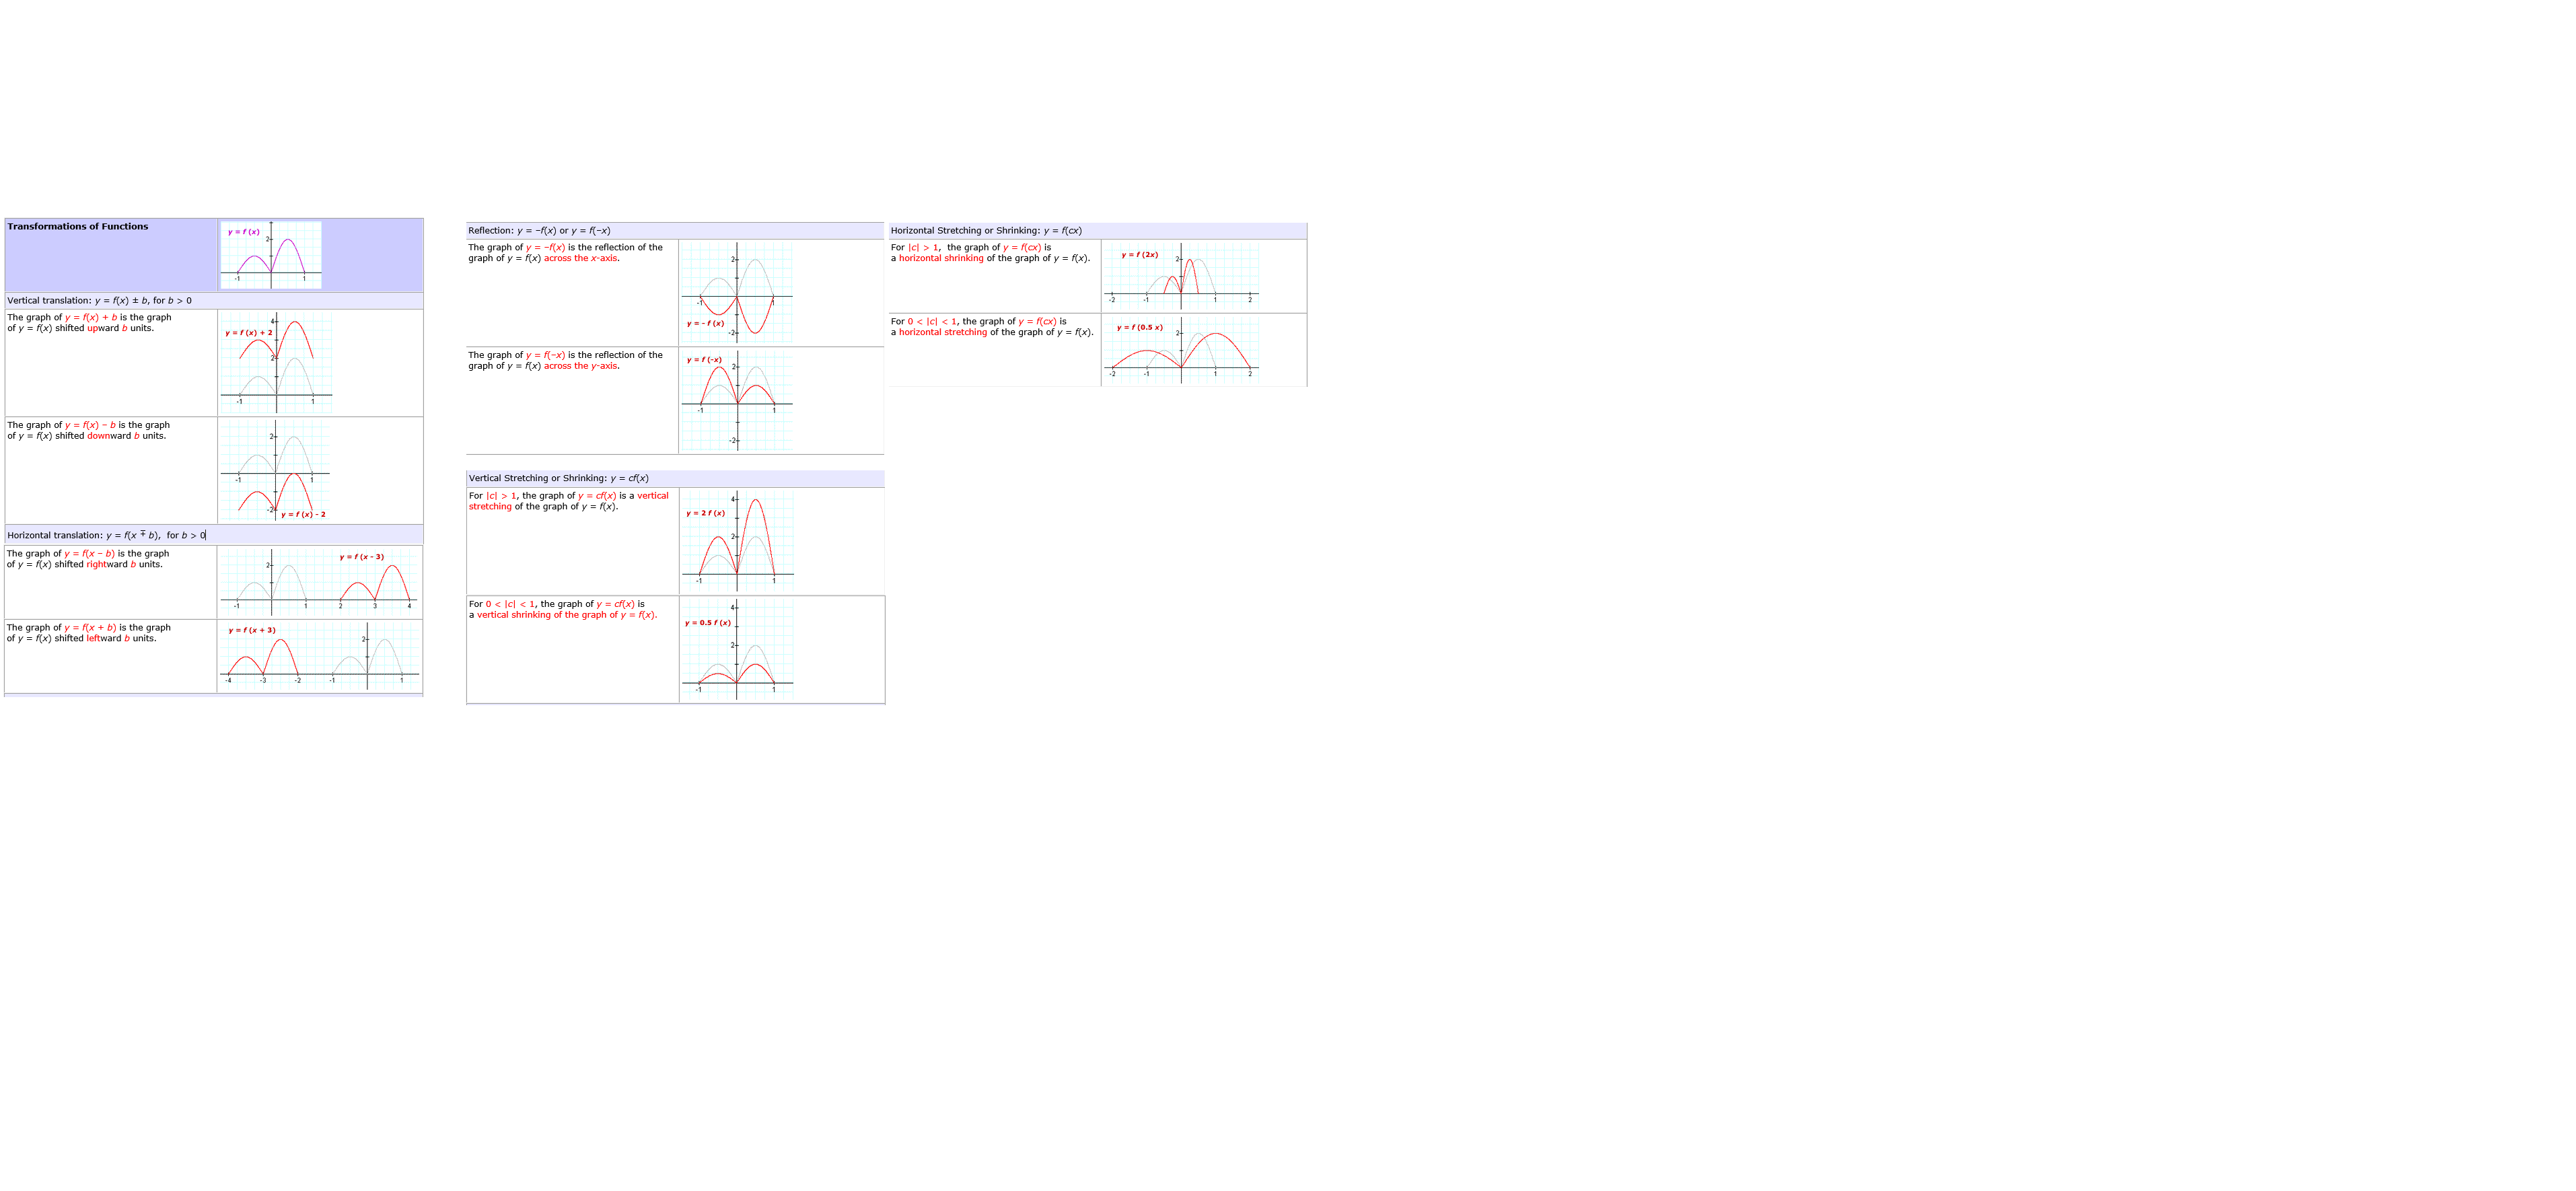 Transformations of Functions
y = f (x)
2
-1
1
Vertical translation: y = f(x) ± b, for b > 0
The graph of y = f(x) + b is the graph
of y = f(x) shifted upward b units.
4
y = f (x) + 2
2
-1
1
The graph of y = f(x) − b is the graph
of y = f(x) shifted downward b units.
2
-1
1
-2
y = f (x) - 2
Horizontal translation: y = f(x ∓ b),  for b > 0
The graph of y = f(x − b) is the graph
of y = f(x) shifted rightward b units.
y = f (x - 3)
2
-1 1 2 3 4
The graph of y = f(x + b) is the graph
of y = f(x) shifted leftward b units.
y = f (x + 3)
2
-4 -3 -2 -1 1
Reflection: y = −f(x) or y = f(−x)
The graph of y = −f(x) is the reflection of the
graph of y = f(x) across the x-axis.
2
-1 1
y = - f (x)
-2
The graph of y = f(−x) is the reflection of the
graph of y = f(x) across the y-axis.
y = f (-x)
2
-1 1
-2
Vertical Stretching or Shrinking: y = cf(x)
For |c| > 1, the graph of y = cf(x) is a vertical
stretching of the graph of y = f(x).
4
y = 2 f (x)
2
-1 1
For 0 < |c| < 1, the graph of y = cf(x) is
a vertical shrinking of the graph of y = f(x).
4
y = 0.5 f (x)
2
-1 1
Horizontal Stretching or Shrinking: y = f(cx)
For |c| > 1,  the graph of y = f(cx) is
a horizontal shrinking of the graph of y = f(x).
y = f (2x)
2
-2 -1 1 2
For 0 < |c| < 1, the graph of y = f(cx) is
a horizontal stretching of the graph of y = f(x).
y = f (0.5 x)
2
-2 -1 1 2